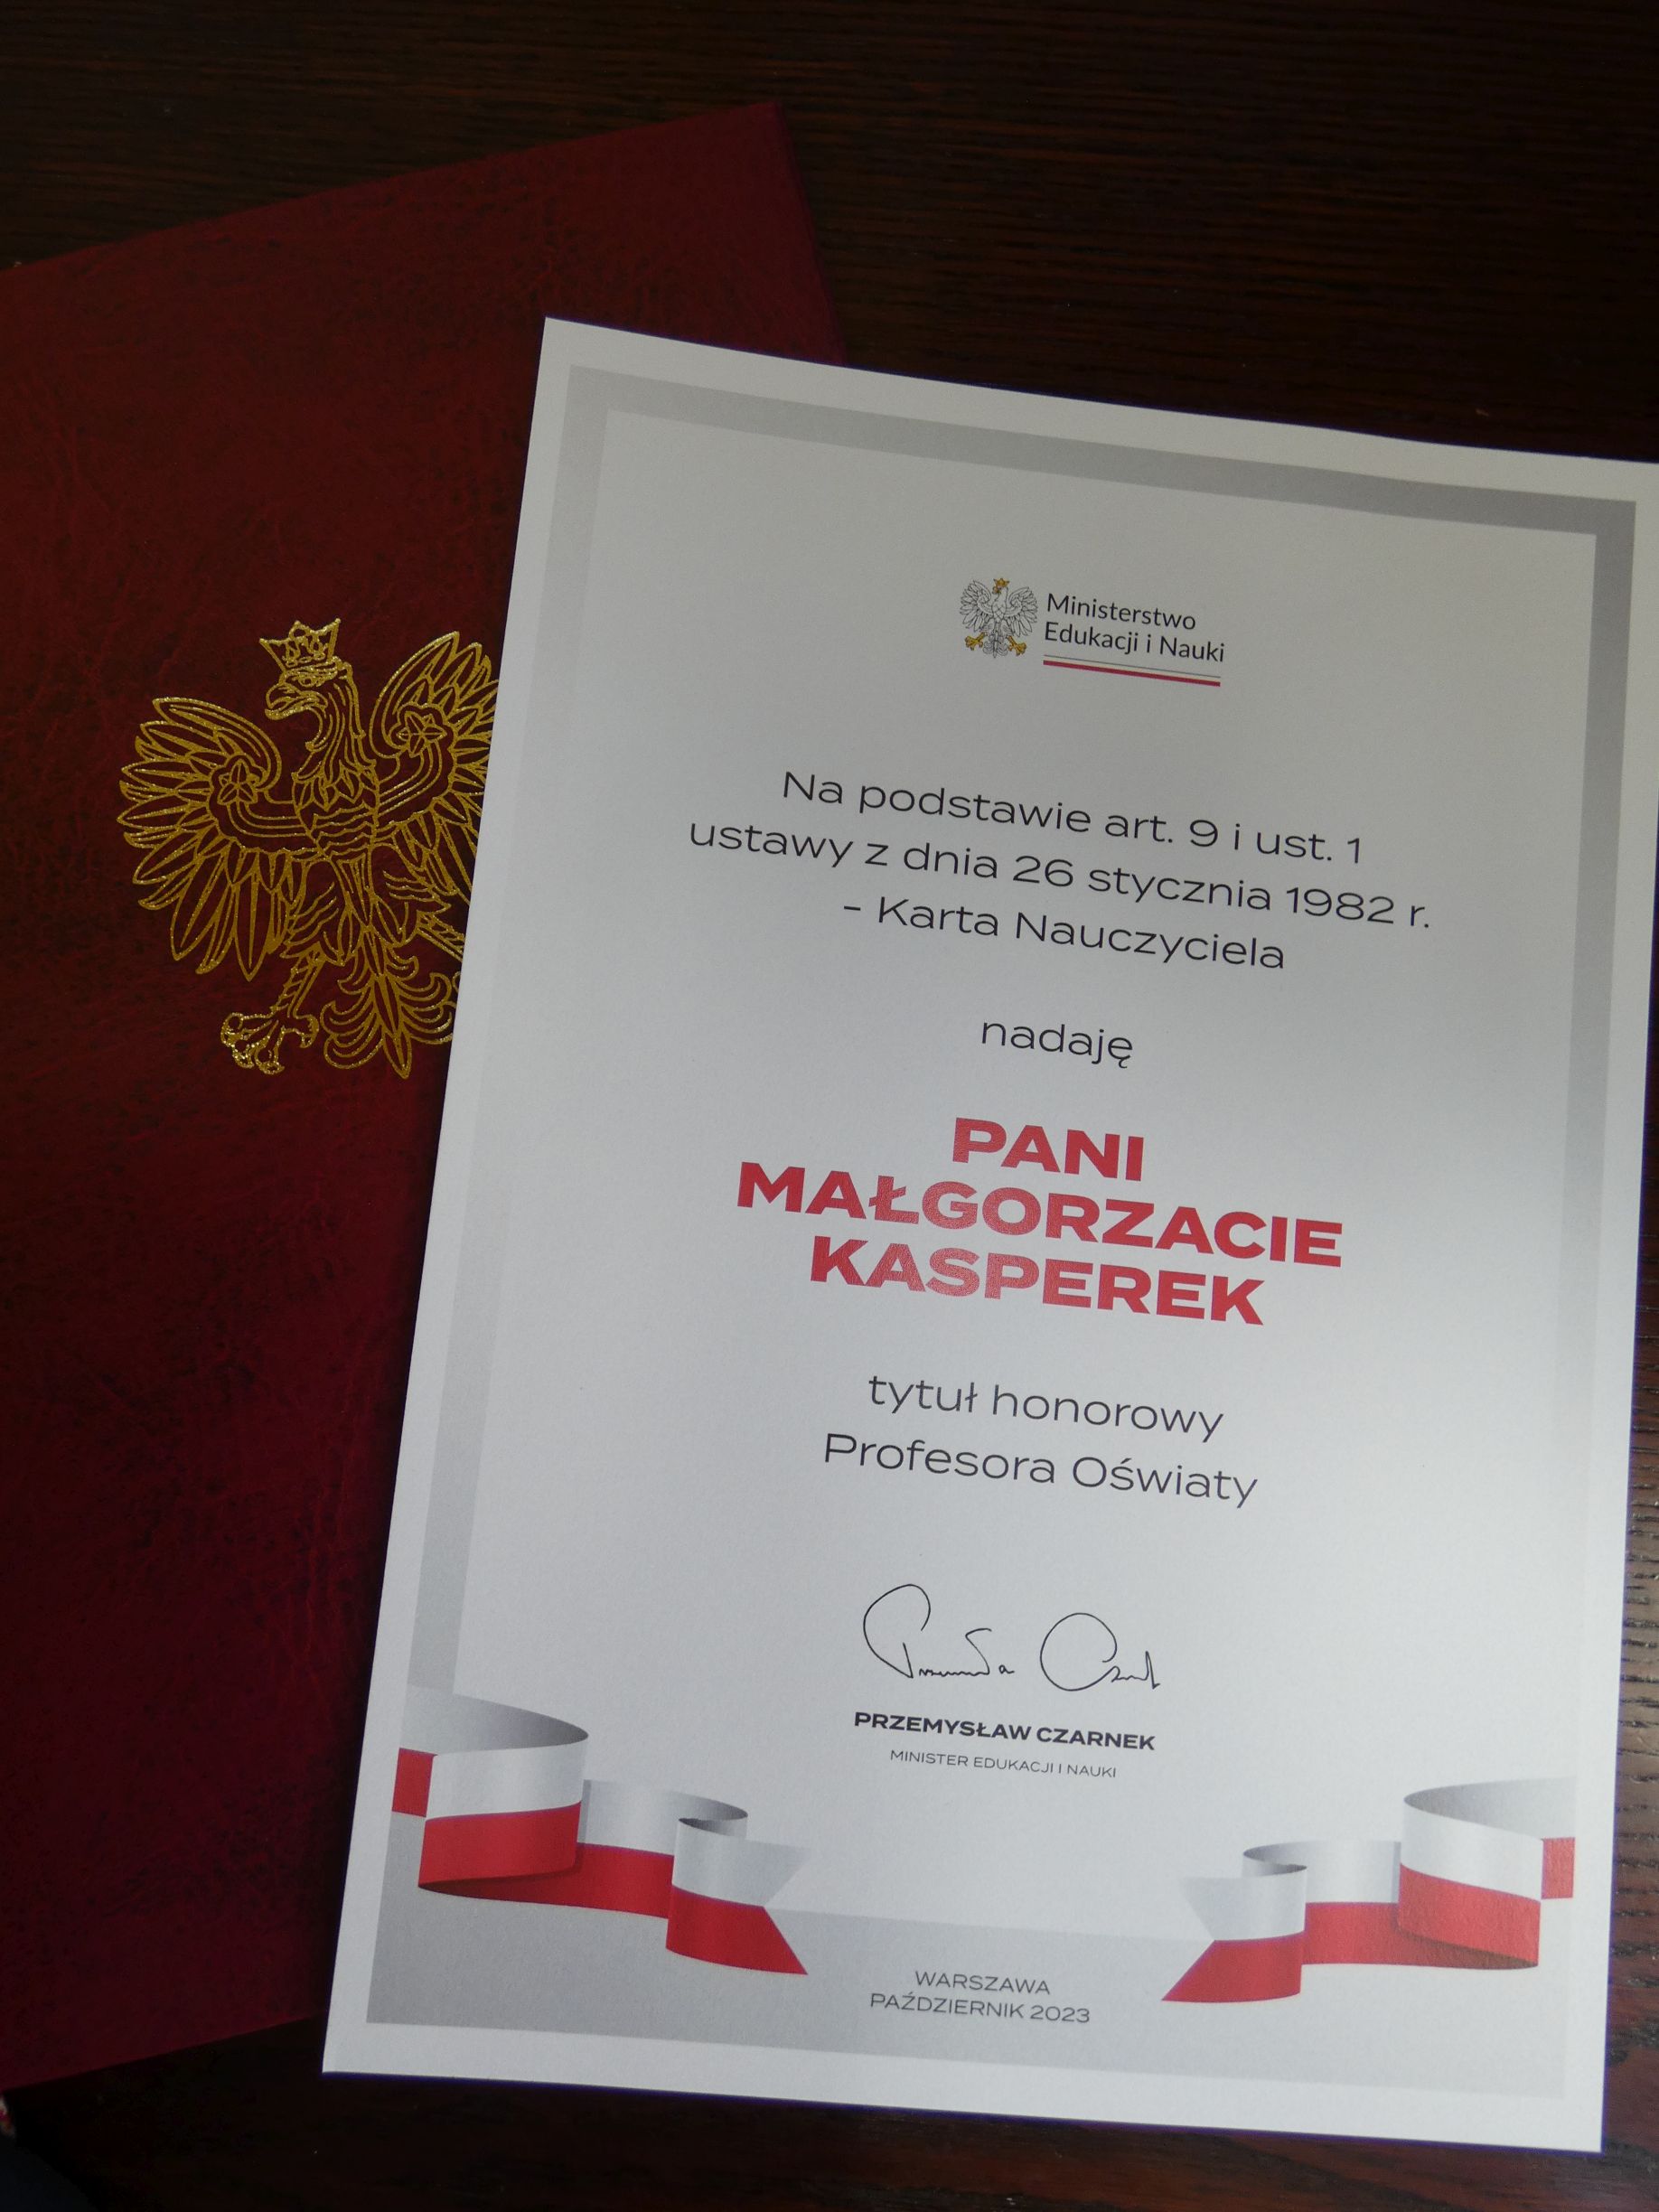 Ministerstwo
Edukacji i Nauki
Na podstawie art. 9 i ust. 1
ustawy z dnia 26 stycznia 1982 r.
– Karta Nauczyciela
nadaję
PANI
MAŁGORZACIE
KASPEREK
tytuł honorowy
Profesora Oświaty
PRZEMYSŁAW CZARNEK
MINISTER EDUKACJI I NAUKI
WARSZAWA
PAŹDZIERNIK 2023